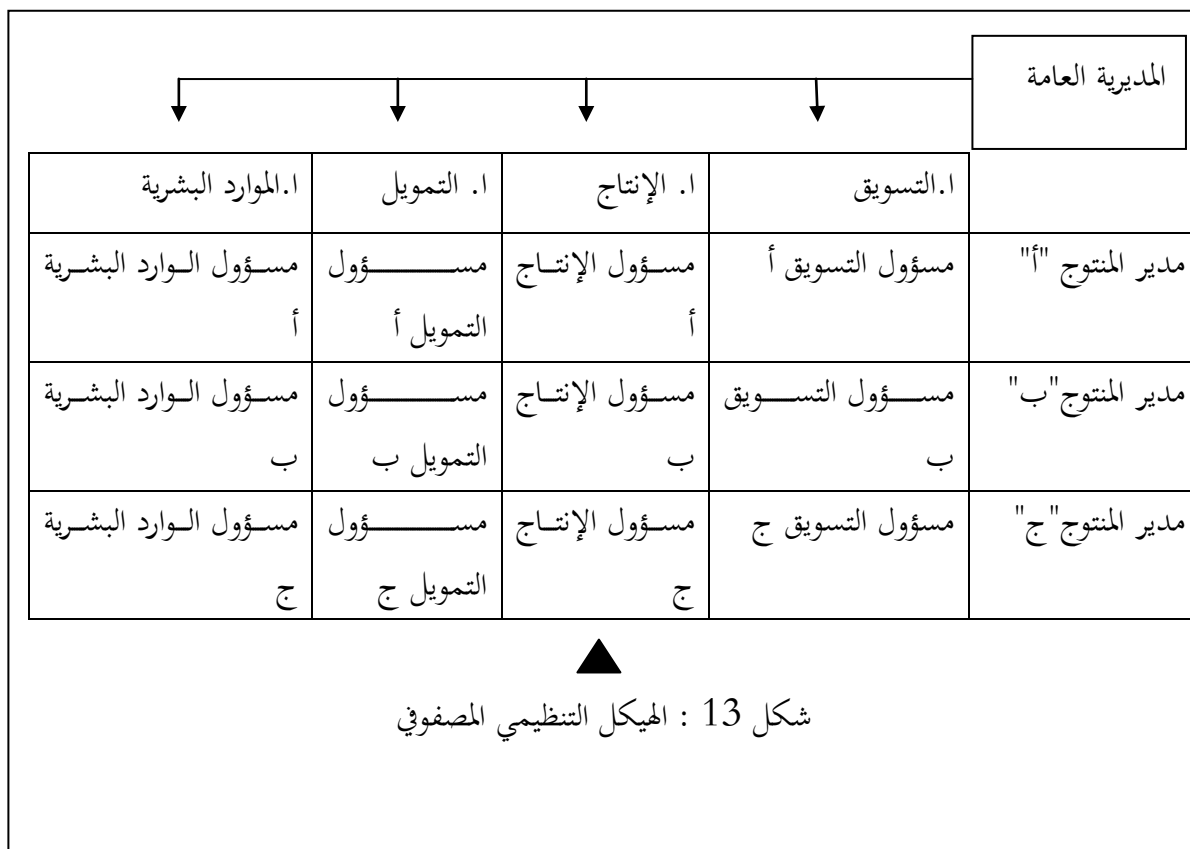 المديرية العامة
ا.التسويق
ا. الإنتاج
ا. التمويل
ا.الموارد البشرية
مدير المنتوج "أ"
مسؤول التسويق أ
مسؤول الإنتاج
أ
مسؤول
التمويل أ
مسؤول الوارد البشرية
أ
مدير المنتوج"ب"
مسؤول التسويق
ب
مسؤول الإنتاج
ب
مسؤول
التمويل ب
مسؤول الوارد البشرية
ب
مدير المنتوج"ج"
مسؤول التسويق ج
مسؤول الإنتاج
ج
مسؤول
التمويل ج
مسؤول الوارد البشرية
ج
شكل 13 : الهيكل التنظيمي المصفوفي